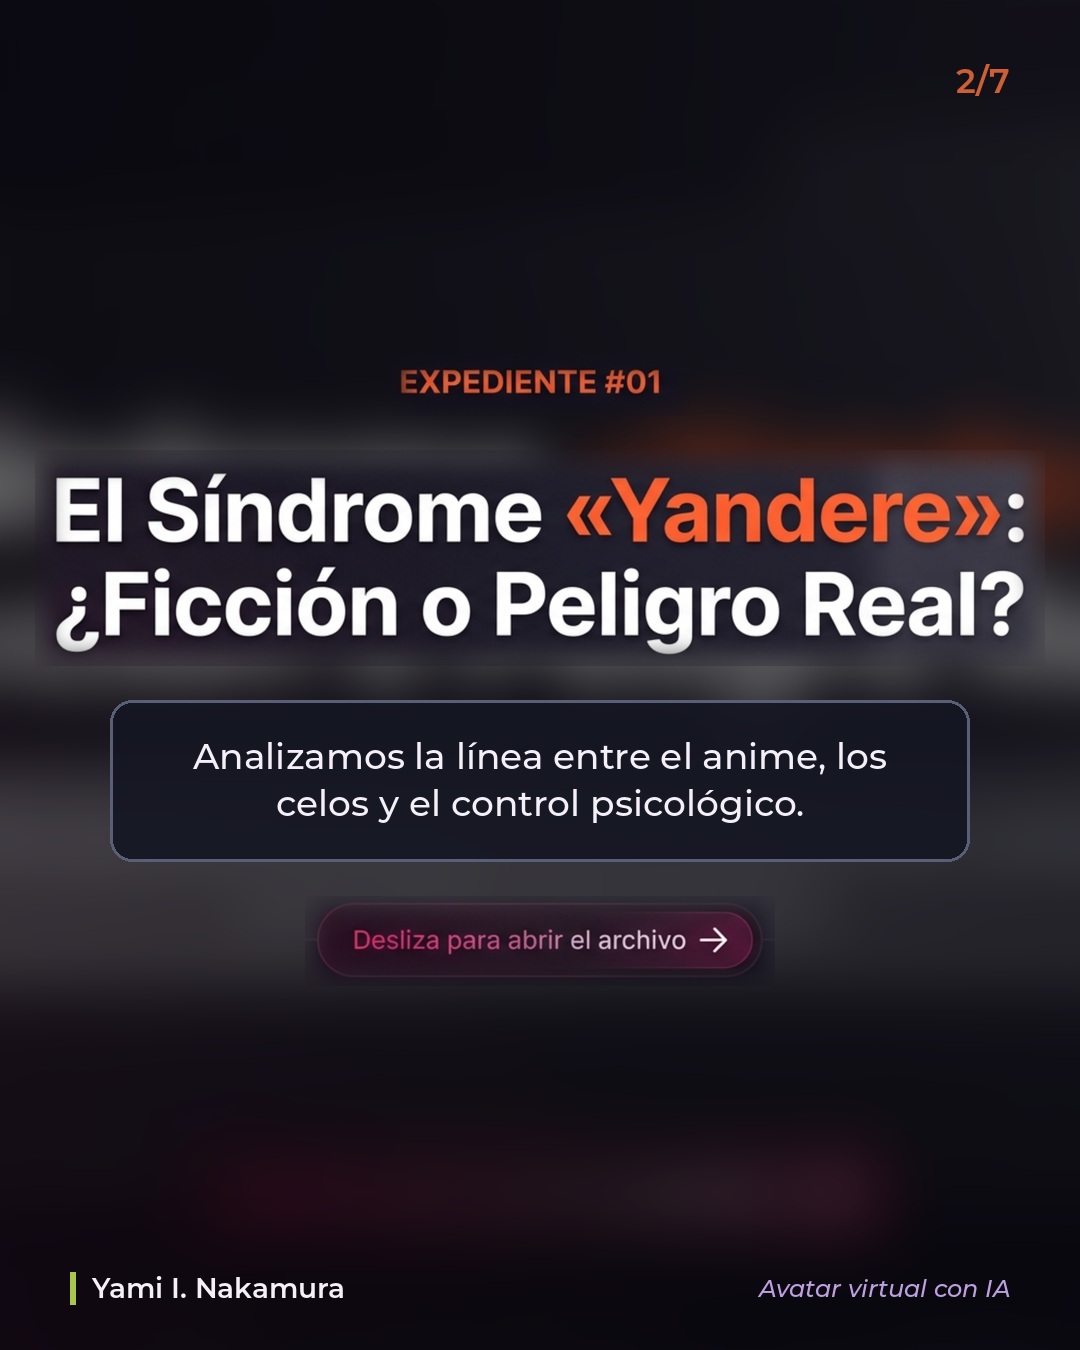 2/7
EXPEDIENTE #01
El Síndrome «Yandere»:
¿Ficción o Peligro Real?
Analizamos la línea entre el anime, los
celos y el control psicológico.
Desliza para abrir el archivo →
Yami I. Nakamura
Avatar virtual con IA